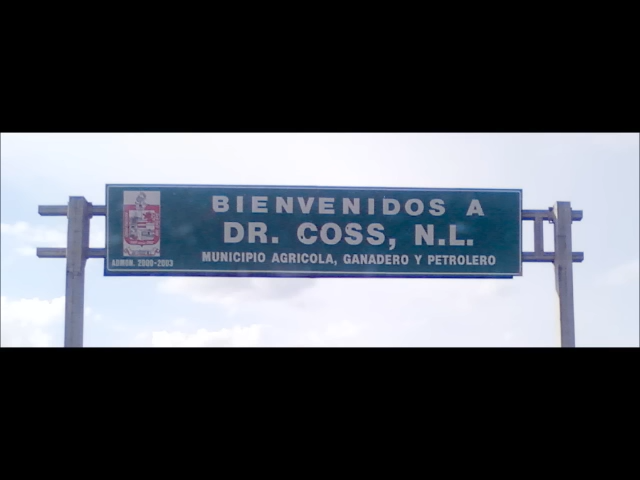 BIENVENIDOS A
DR. COSS, N.L.
MUNICIPIO AGRICOLA, GANADERO Y PETROLERO
ADMON. 2000-2003